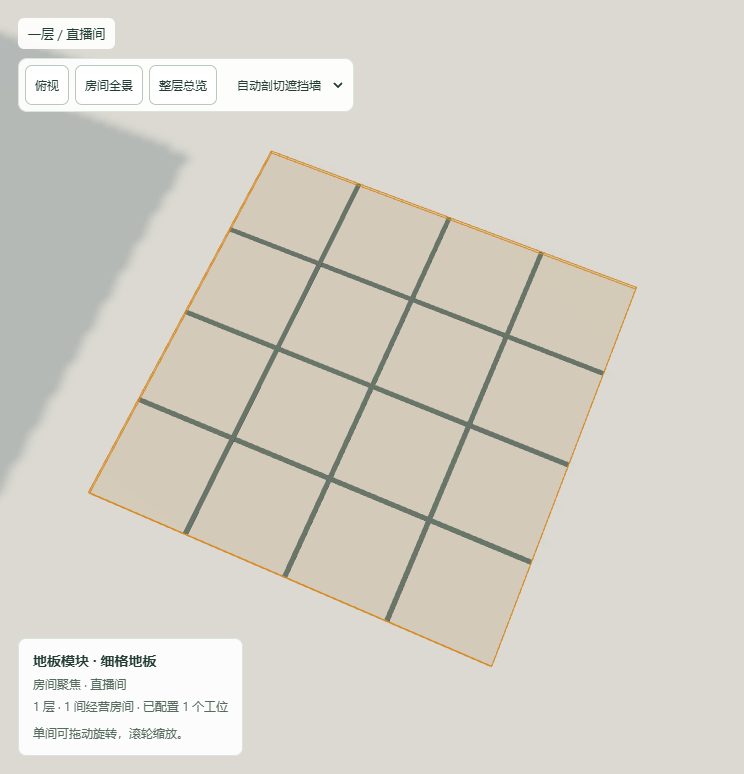 一层 / 直播间
俯视 房间全景 整层总览 自动剖切遮挡墙
地板模块 · 细格地板
房间聚焦 · 直播间
1 层 · 1 间经营房间 · 已配置 1 个工位
单间可拖动旋转，滚轮缩放。